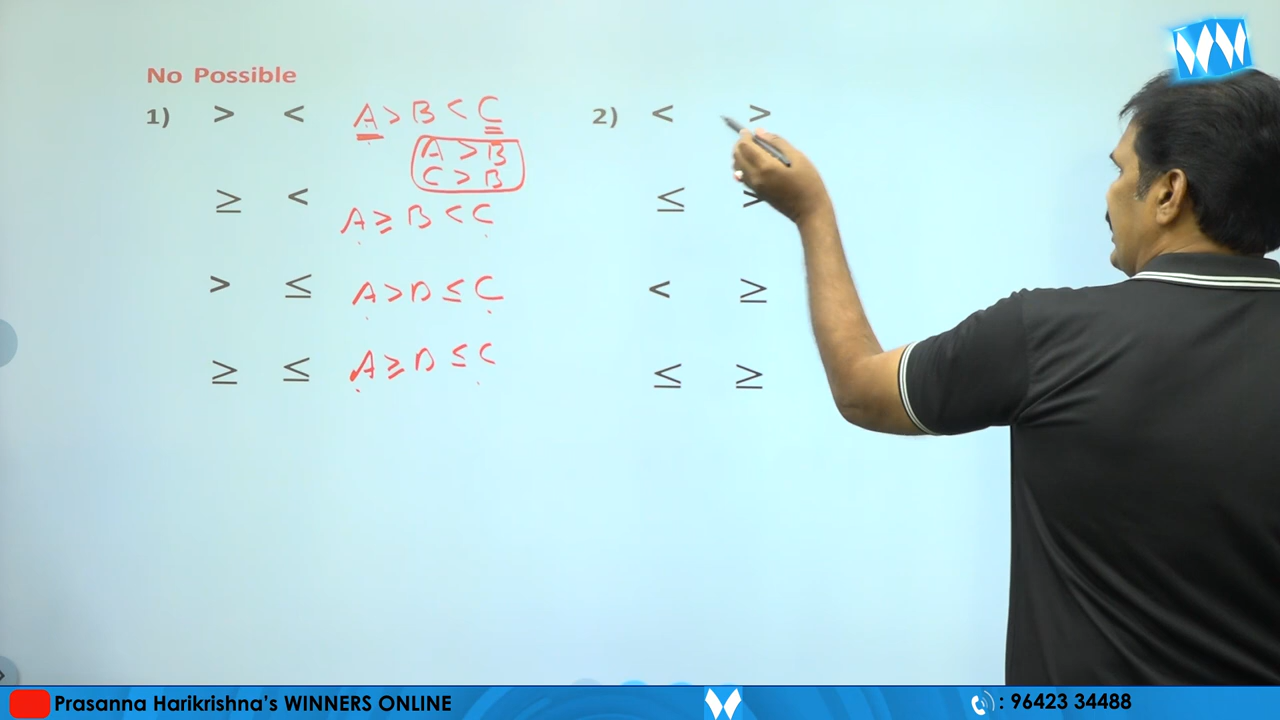 No Possible
1) > < A > B < C
A > B
C > B
≥ < A ≥ B < C
> ≤ A > B ≤ C
≥ ≤ A ≥ B ≤ C
2) < >
≤ >
< ≥
≤ ≥
W
Prasanna Harikrishna's WINNERS ONLINE
: 96423 34488